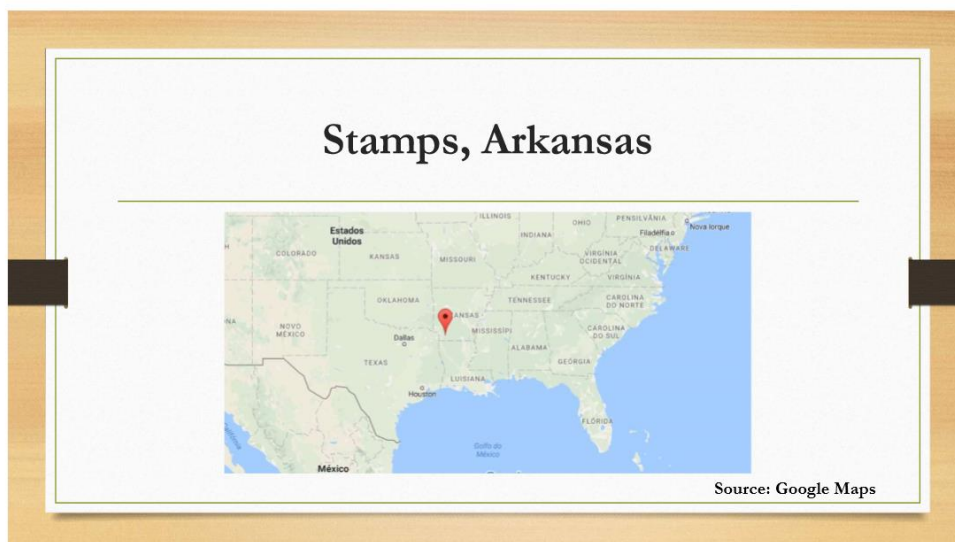 Stamps, Arkansas
ILLINOIS
OHIO
PENSILVÂNIA
Nova Iorque
Estados
Unidos
INDIANA
Filadélfia
COLORADO
KANSAS
MISSOURI
VIRGÍNIA
OCIDENTAL
DELAWARE
KENTUCKY
VIRGÍNIA
OKLAHOMA
TENNESSEE
CAROLINA
DO NORTE
ANSAS
NOVO
MÉXICO
Dallas
MISSISSÍPI
CAROLINA
DO SUL
ALABAMA
TEXAS
GEÓRGIA
LUISIANA
Houston
FLÓRIDA
Golfo do
México
México
Source: Google Maps